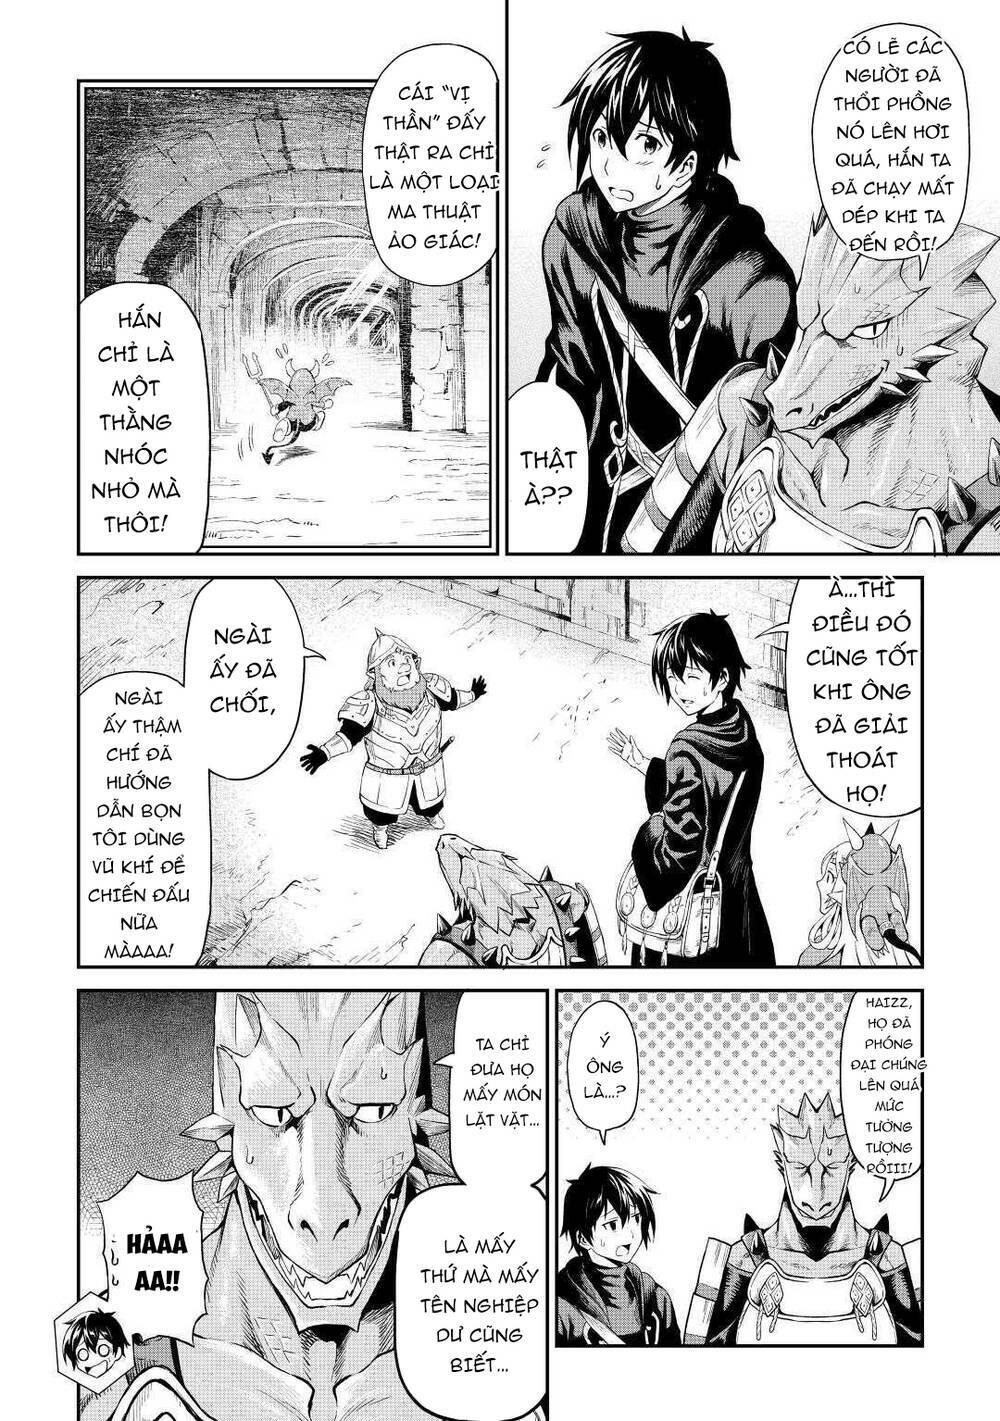 CÓ LẼ CÁC
NGƯỜI ĐÃ
THỔI PHỒNG
NÓ LÊN HƠI
QUÁ, HẮN TA
ĐÃ CHẠY MẤT
DÉP KHI TA
ĐẾN RỒI!
THẬT
À??
CÁI "VỊ
THẦN" ĐẤY
THẬT RA CHỈ
LÀ MỘT LOẠI
MA THUẬT
ẢO GIÁC!
HẮN
CHỈ LÀ
MỘT
THẰNG
NHÓC
NHỎ MÀ
THÔI!
À...THÌ
ĐIỀU ĐÓ
CŨNG TỐT
KHI ÔNG
ĐÃ GIẢI
THOÁT
HỌ!
NGÀI
ẤY ĐÃ
CHỐI,
NGÀI
ẤY THẬM
CHÍ ĐÃ
HƯỚNG
DẪN BỌN
TÔI DÙNG
VŨ KHÍ ĐỂ
CHIẾN ĐẤU
NỮA
MÀAAA!
HAIZZ,
HỌ ĐÃ
PHÓNG
ĐẠI CHÚNG
LÊN QUÁ
MỨC
TƯỞNG
TƯỢNG
RỒIII!
Ý
ÔNG
LÀ...?
TA CHỈ
ĐƯA HỌ
MẤY MÓN
LẶT VẶT...
LÀ MẤY
THỨ MÀ MẤY
TÊN NGHIỆP
DƯ CŨNG
BIẾT...
HẢAA
AA!!